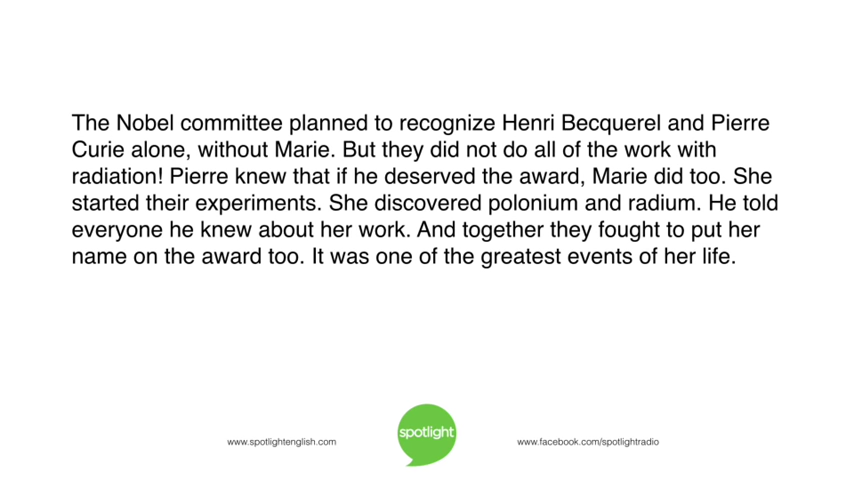 The Nobel committee planned to recognize Henri Becquerel and Pierre
Curie alone, without Marie. But they did not do all of the work with
radiation! Pierre knew that if he deserved the award, Marie did too. She
started their experiments. She discovered polonium and radium. He told
everyone he knew about her work. And together they fought to put her
name on the award too. It was one of the greatest events of her life.
www.spotlightenglish.com
spotlight
www.facebook.com/spotlightradio